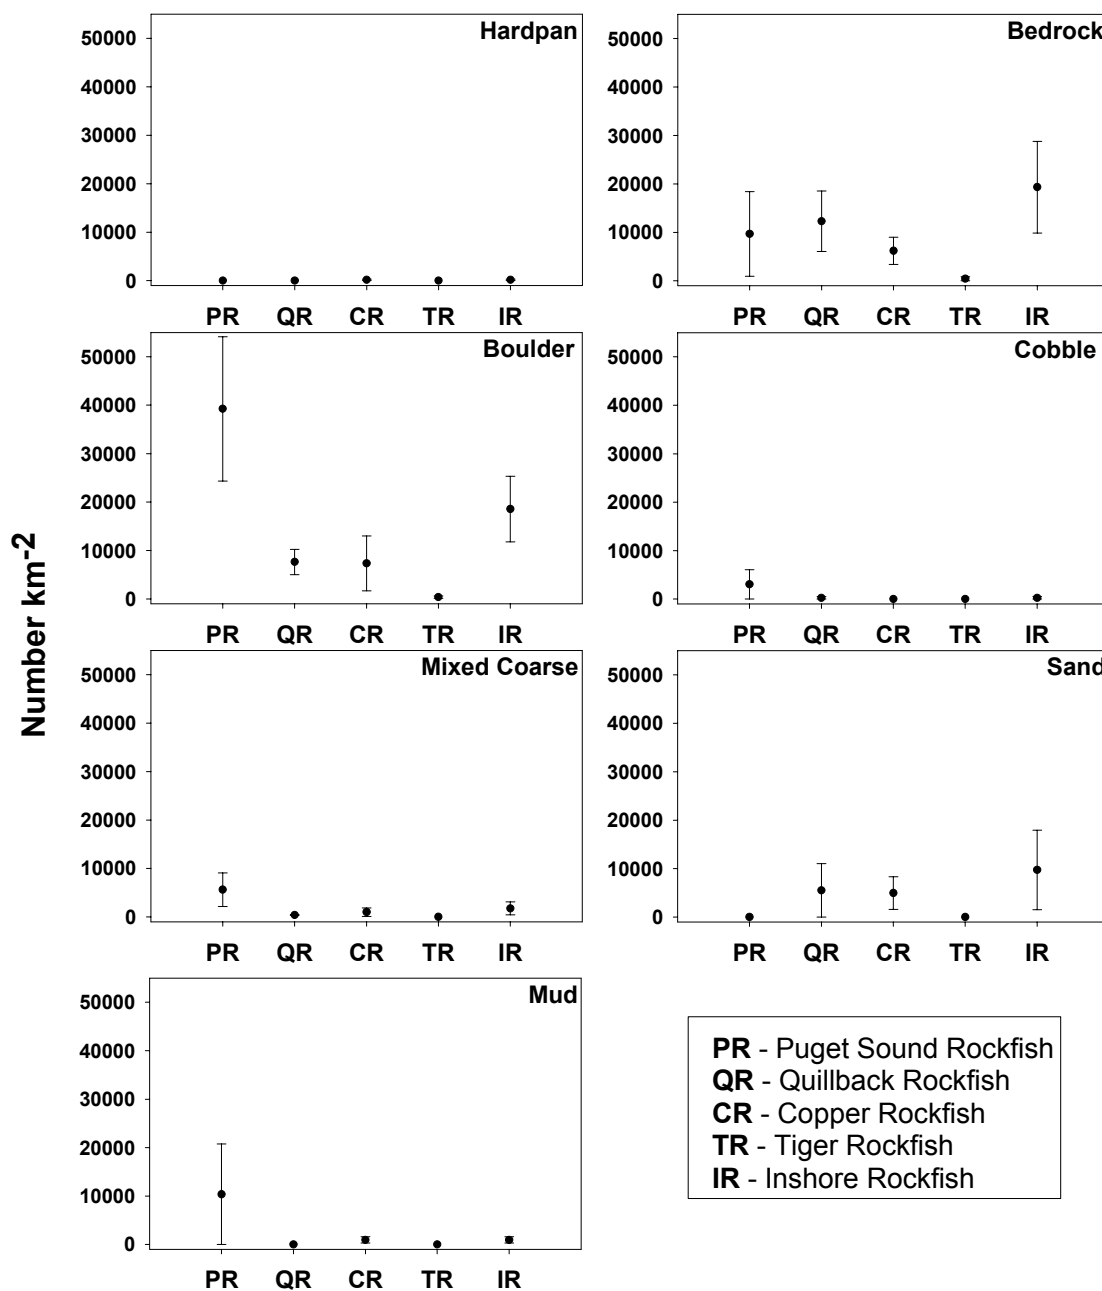 Number km-2
Hardpan
50000
40000
30000
20000
10000
0
PR QR CR TR IR
Bedrock
50000
40000
30000
20000
10000
0
PR QR CR TR IR
Boulder
50000
40000
30000
20000
10000
0
PR QR CR TR IR
Cobble
50000
40000
30000
20000
10000
0
PR QR CR TR IR
Mixed Coarse
50000
40000
30000
20000
10000
0
PR QR CR TR IR
Sand
50000
40000
30000
20000
10000
0
PR QR CR TR IR
Mud
50000
40000
30000
20000
10000
0
PR QR CR TR IR
PR - Puget Sound Rockfish
QR - Quillback Rockfish
CR - Copper Rockfish
TR - Tiger Rockfish
IR - Inshore Rockfish